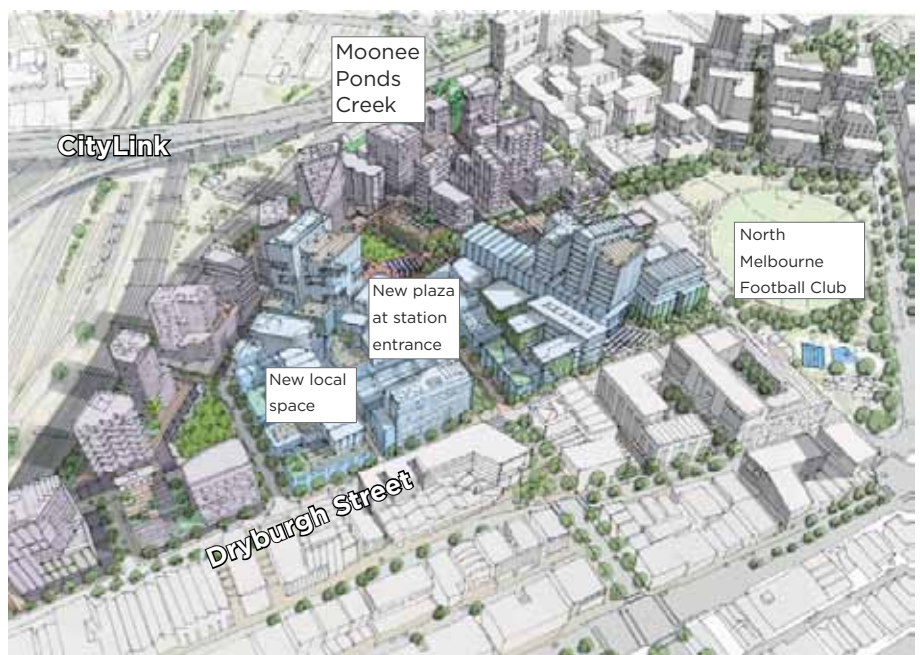 Moonee
Ponds
Creek
CityLink
North
Melbourne
Football Club
New plaza
at station
entrance
New local
space
Dryburgh Street